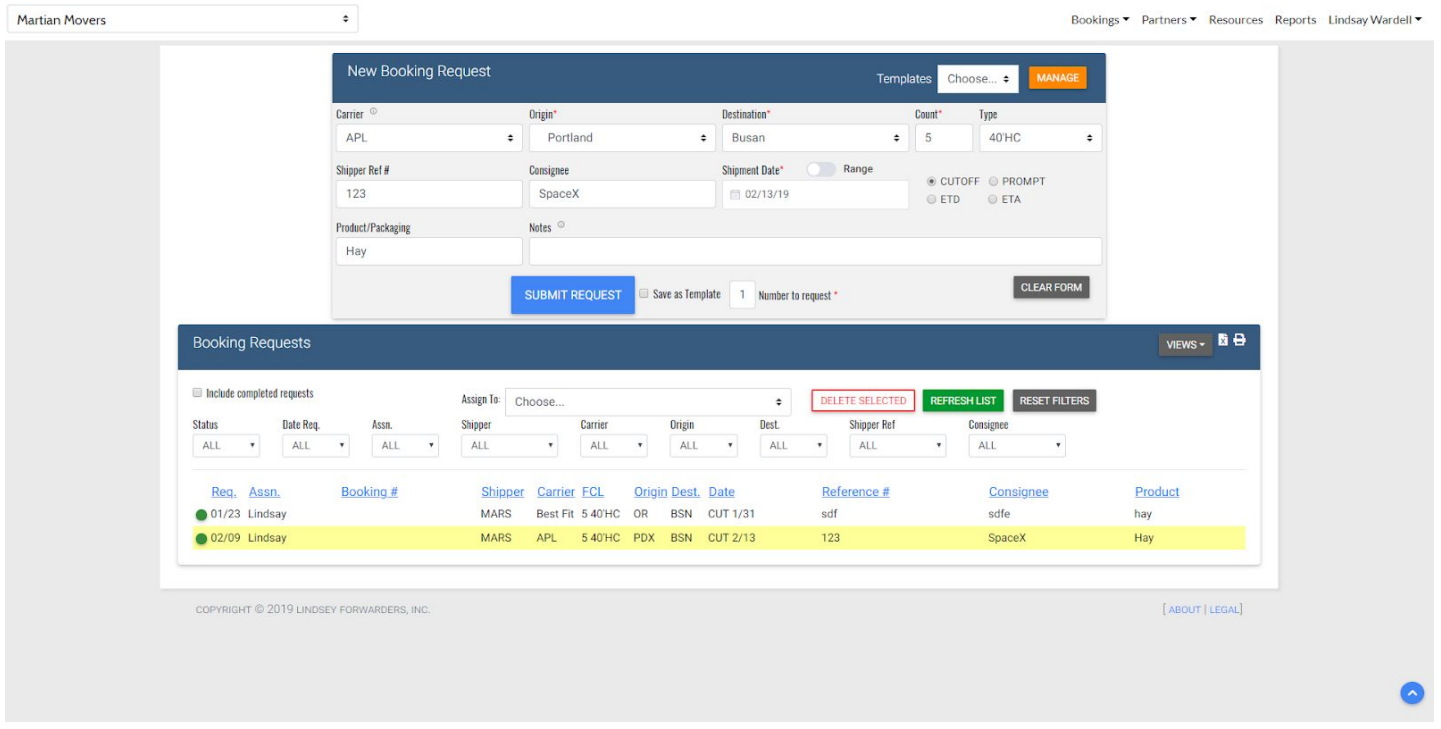 Martian Movers Bookings Partners Resources Reports Lindsay Wardell
New Booking Request Templates Choose... MANAGE
Carrier Origin* Destination* Count* Type
APL Portland Busan 5 40'HC
Shipper Ref # Consignee Shipment Date* Range
123 SpaceX 02/13/19
CUTOFF PROMPT
ETD ETA
Product/Packaging Notes
Hay
SUBMIT REQUEST Save as Template 1 Number to request * CLEAR FORM
Booking Requests VIEWS
Include completed requests Assign To: Choose... DELETE SELECTED REFRESH LIST RESET FILTERS
Status Date Req. Assn. Shipper Carrier Origin Dest. Shipper Ref Consignee
ALL ALL ALL ALL ALL ALL ALL ALL ALL
Req. Assn. Booking # Shipper Carrier FCL Origin Dest. Date Reference # Consignee Product
01/23 Lindsay MARS Best Fit 5 40'HC OR BSN CUT 1/31 sdf sdfe hay
02/09 Lindsay MARS APL 5 40'HC PDX BSN CUT 2/13 123 SpaceX Hay
COPYRIGHT © 2019 LINDSEY FORWARDERS, INC. [ ABOUT | LEGAL]